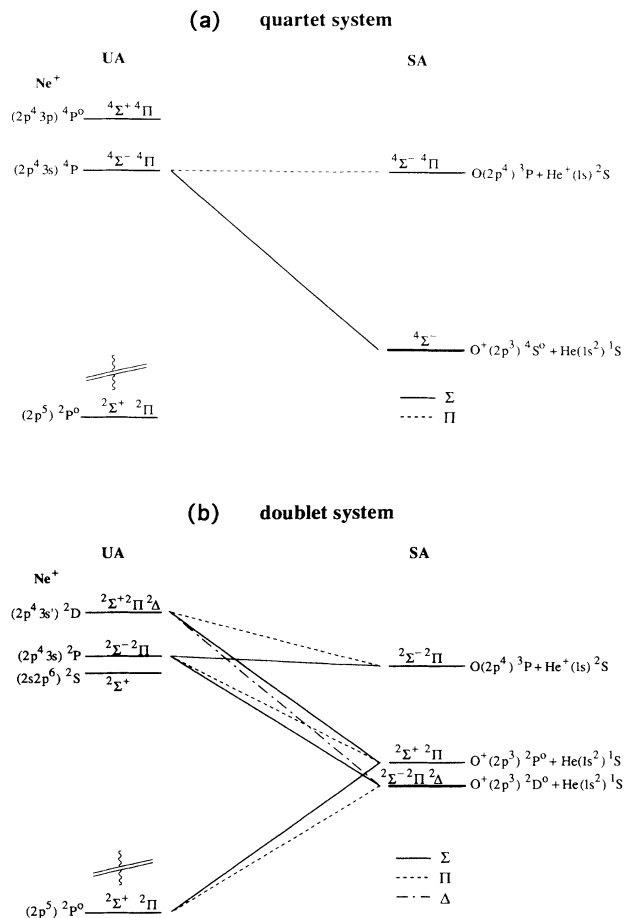 (a) quartet system
UA SA
Ne⁺
(2p⁴ 3p) ⁴Pᵒ ⁴Σ⁺ ⁴Π
(2p⁴ 3s) ⁴P ⁴Σ⁻ ⁴Π ⁴Σ⁻ ⁴Π O(2p⁴) ³P + He⁺(1s) ²S
⁴Σ⁻ O⁺(2p³) ⁴Sᵒ + He(1s²) ¹S
Σ
(2p⁵) ²Pᵒ ²Σ⁺ ²Π Π
(b) doublet system
UA SA
Ne⁺
(2p⁴ 3s') ²D ²Σ⁺ ²Π ²Δ
(2p⁴ 3s) ²P ²Σ⁻ ²Π ²Σ⁻ ²Π O(2p⁴) ³P + He⁺(1s) ²S
(2s2p⁶) ²S ²Σ⁺
²Σ⁺ ²Π O⁺(2p³) ²Pᵒ + He(1s²) ¹S
²Σ⁻ ²Π ²Δ O⁺(2p³) ²Dᵒ + He(1s²) ¹S
Σ
Π
Δ
(2p⁵) ²Pᵒ ²Σ⁺ ²Π